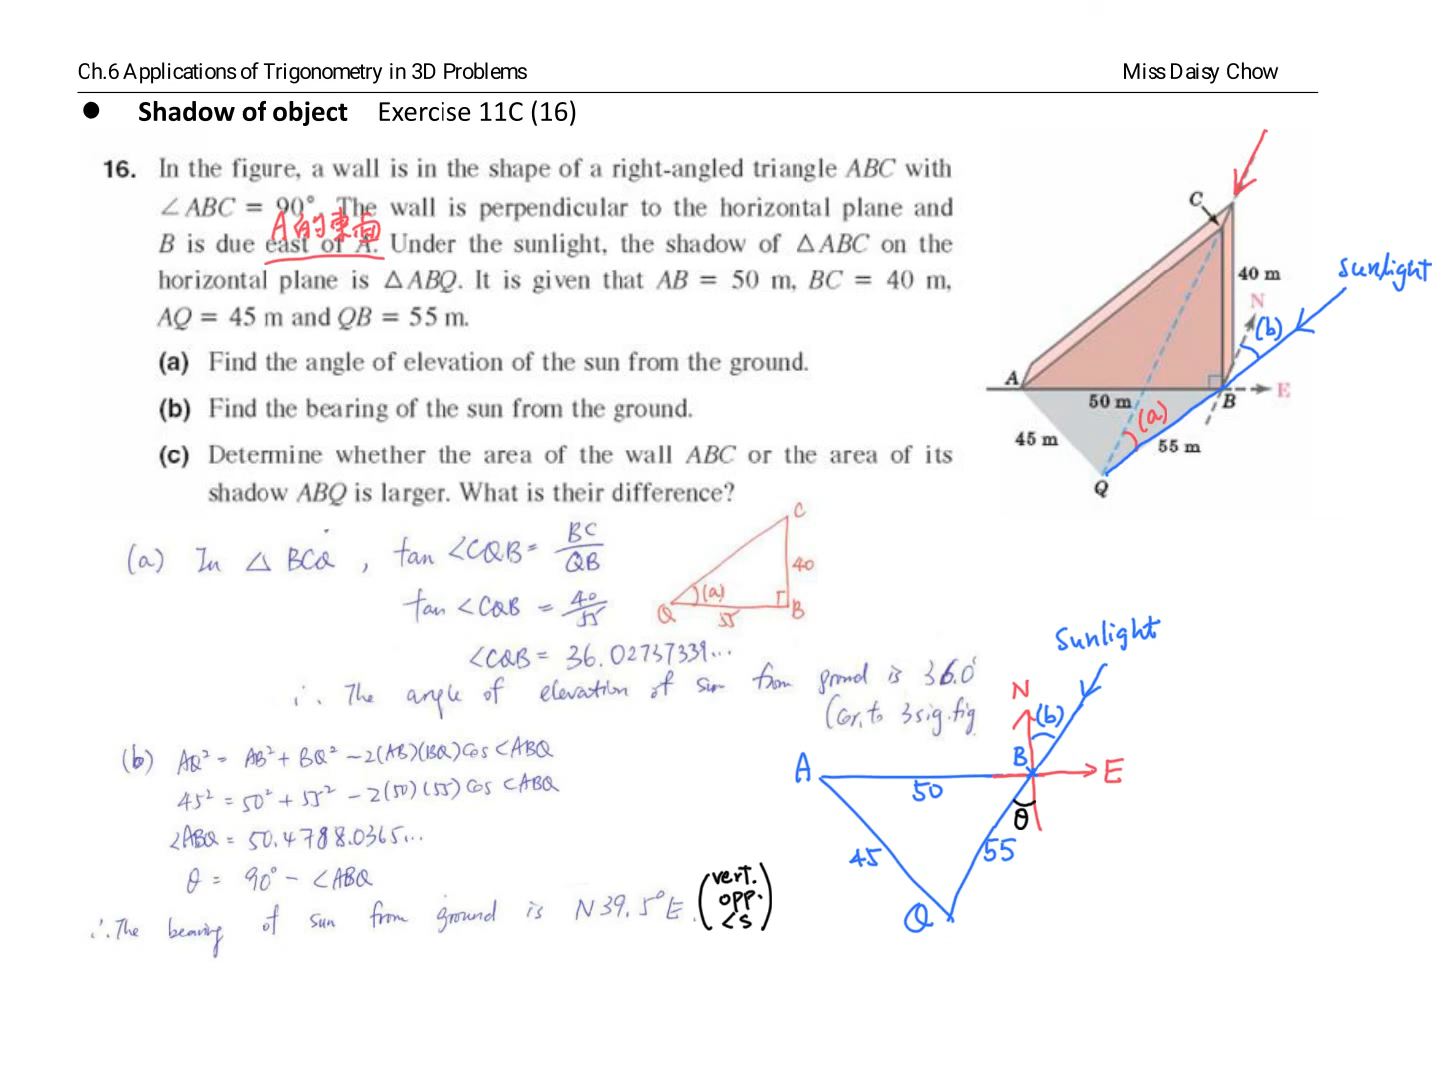 Ch.6 Applications of Trigonometry in 3D Problems Miss Daisy Chow
● Shadow of object Exercise 11C (16)
16. In the figure, a wall is in the shape of a right-angled triangle ABC with
∠ABC = 90°. The wall is perpendicular to the horizontal plane and
A的東面
B is due east of A. Under the sunlight, the shadow of △ABC on the
horizontal plane is △ABQ. It is given that AB = 50 m, BC = 40 m,
AQ = 45 m and QB = 55 m.
(a) Find the angle of elevation of the sun from the ground.
(b) Find the bearing of the sun from the ground.
(c) Determine whether the area of the wall ABC or the area of its
shadow ABQ is larger. What is their difference?
C
40 m
sunlight
N
(b)
A
E
50 m
B
(a)
45 m
55 m
Q
(a) In △ BCQ, tan ∠CQB = BC/QB
tan ∠CQB = 40/55
∠CQB = 36.02737339...
∴ The angle of elevation of sun from ground is 36.0°
(cor. to 3 sig. fig
C
40
(a)
Q
55
B
(b) AQ² = AB² + BQ² - 2(AB)(BQ)cos ∠ABQ
45² = 50² + 55² - 2(50)(55) cos ∠ABQ
∠ABQ = 50.4788.0365...
θ = 90° - ∠ABQ
∴ The bearing of sun from ground is N39.5°E. (vert.
opp.
∠s)
Sunlight
N
(b)
B
A
E
50
θ
45
55
Q